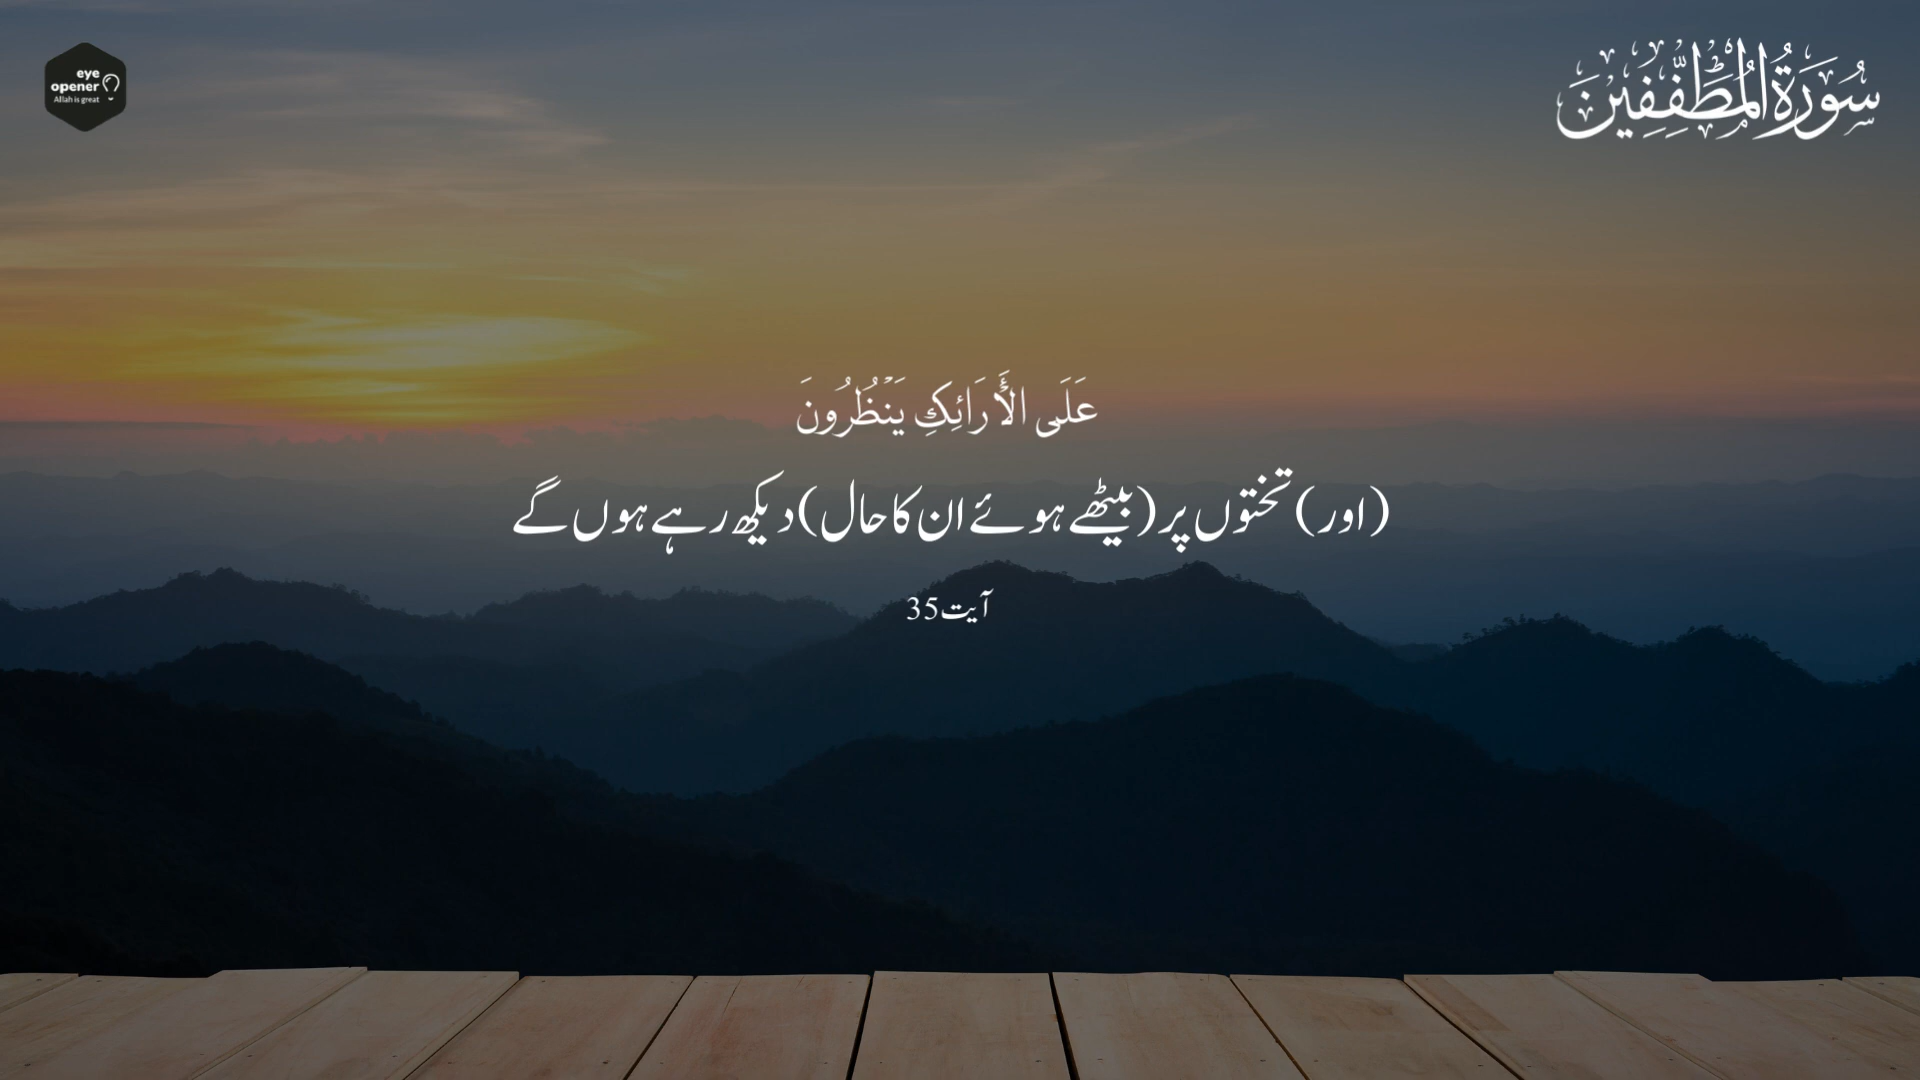 eye
opener
Allah is great
سُورَةُ الْمُطَفِّفِينَ
عَلَى الْأَرَائِكِ يَنْظُرُونَ
(اور) تختوں پر (بیٹھے ہوئے ان کا حال) دیکھ رہے ہوں گے
آیت 35